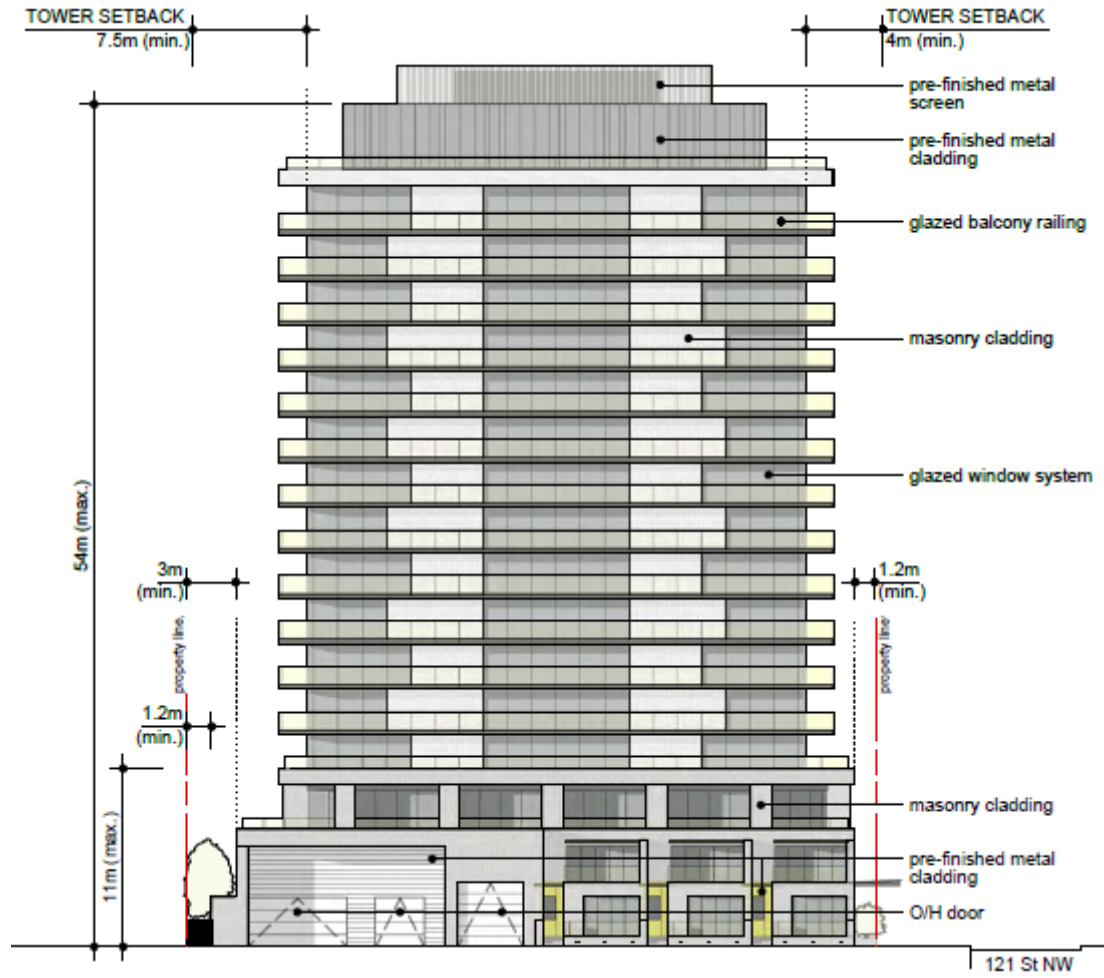 TOWER SETBACK
7.5m (min.)
TOWER SETBACK
4m (min.)
pre-finished metal
screen
pre-finished metal
cladding
glazed balcony railing
masonry cladding
glazed window system
54m (max.)
3m
(min.)
1.2m
(min.)
property line
property line
1.2m
(min.)
11m (max.)
masonry cladding
pre-finished metal
cladding
O/H door
121 St NW